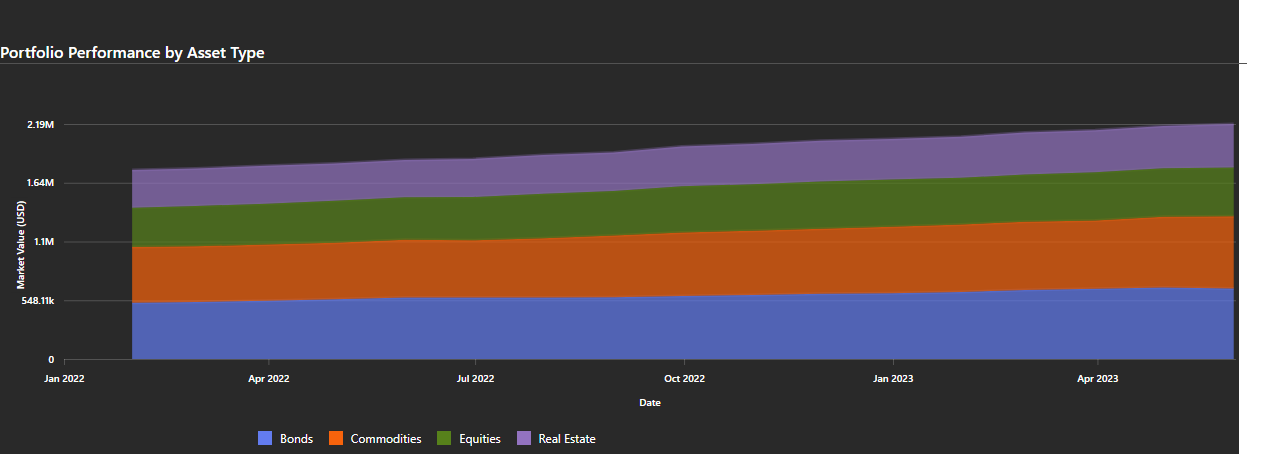 Portfolio Performance by Asset Type
2.19M
1.64M
1.1M
548.11k
0
Market Value (USD)
Jan 2022 Apr 2022 Jul 2022 Oct 2022 Jan 2023 Apr 2023
Date
Bonds Commodities Equities Real Estate